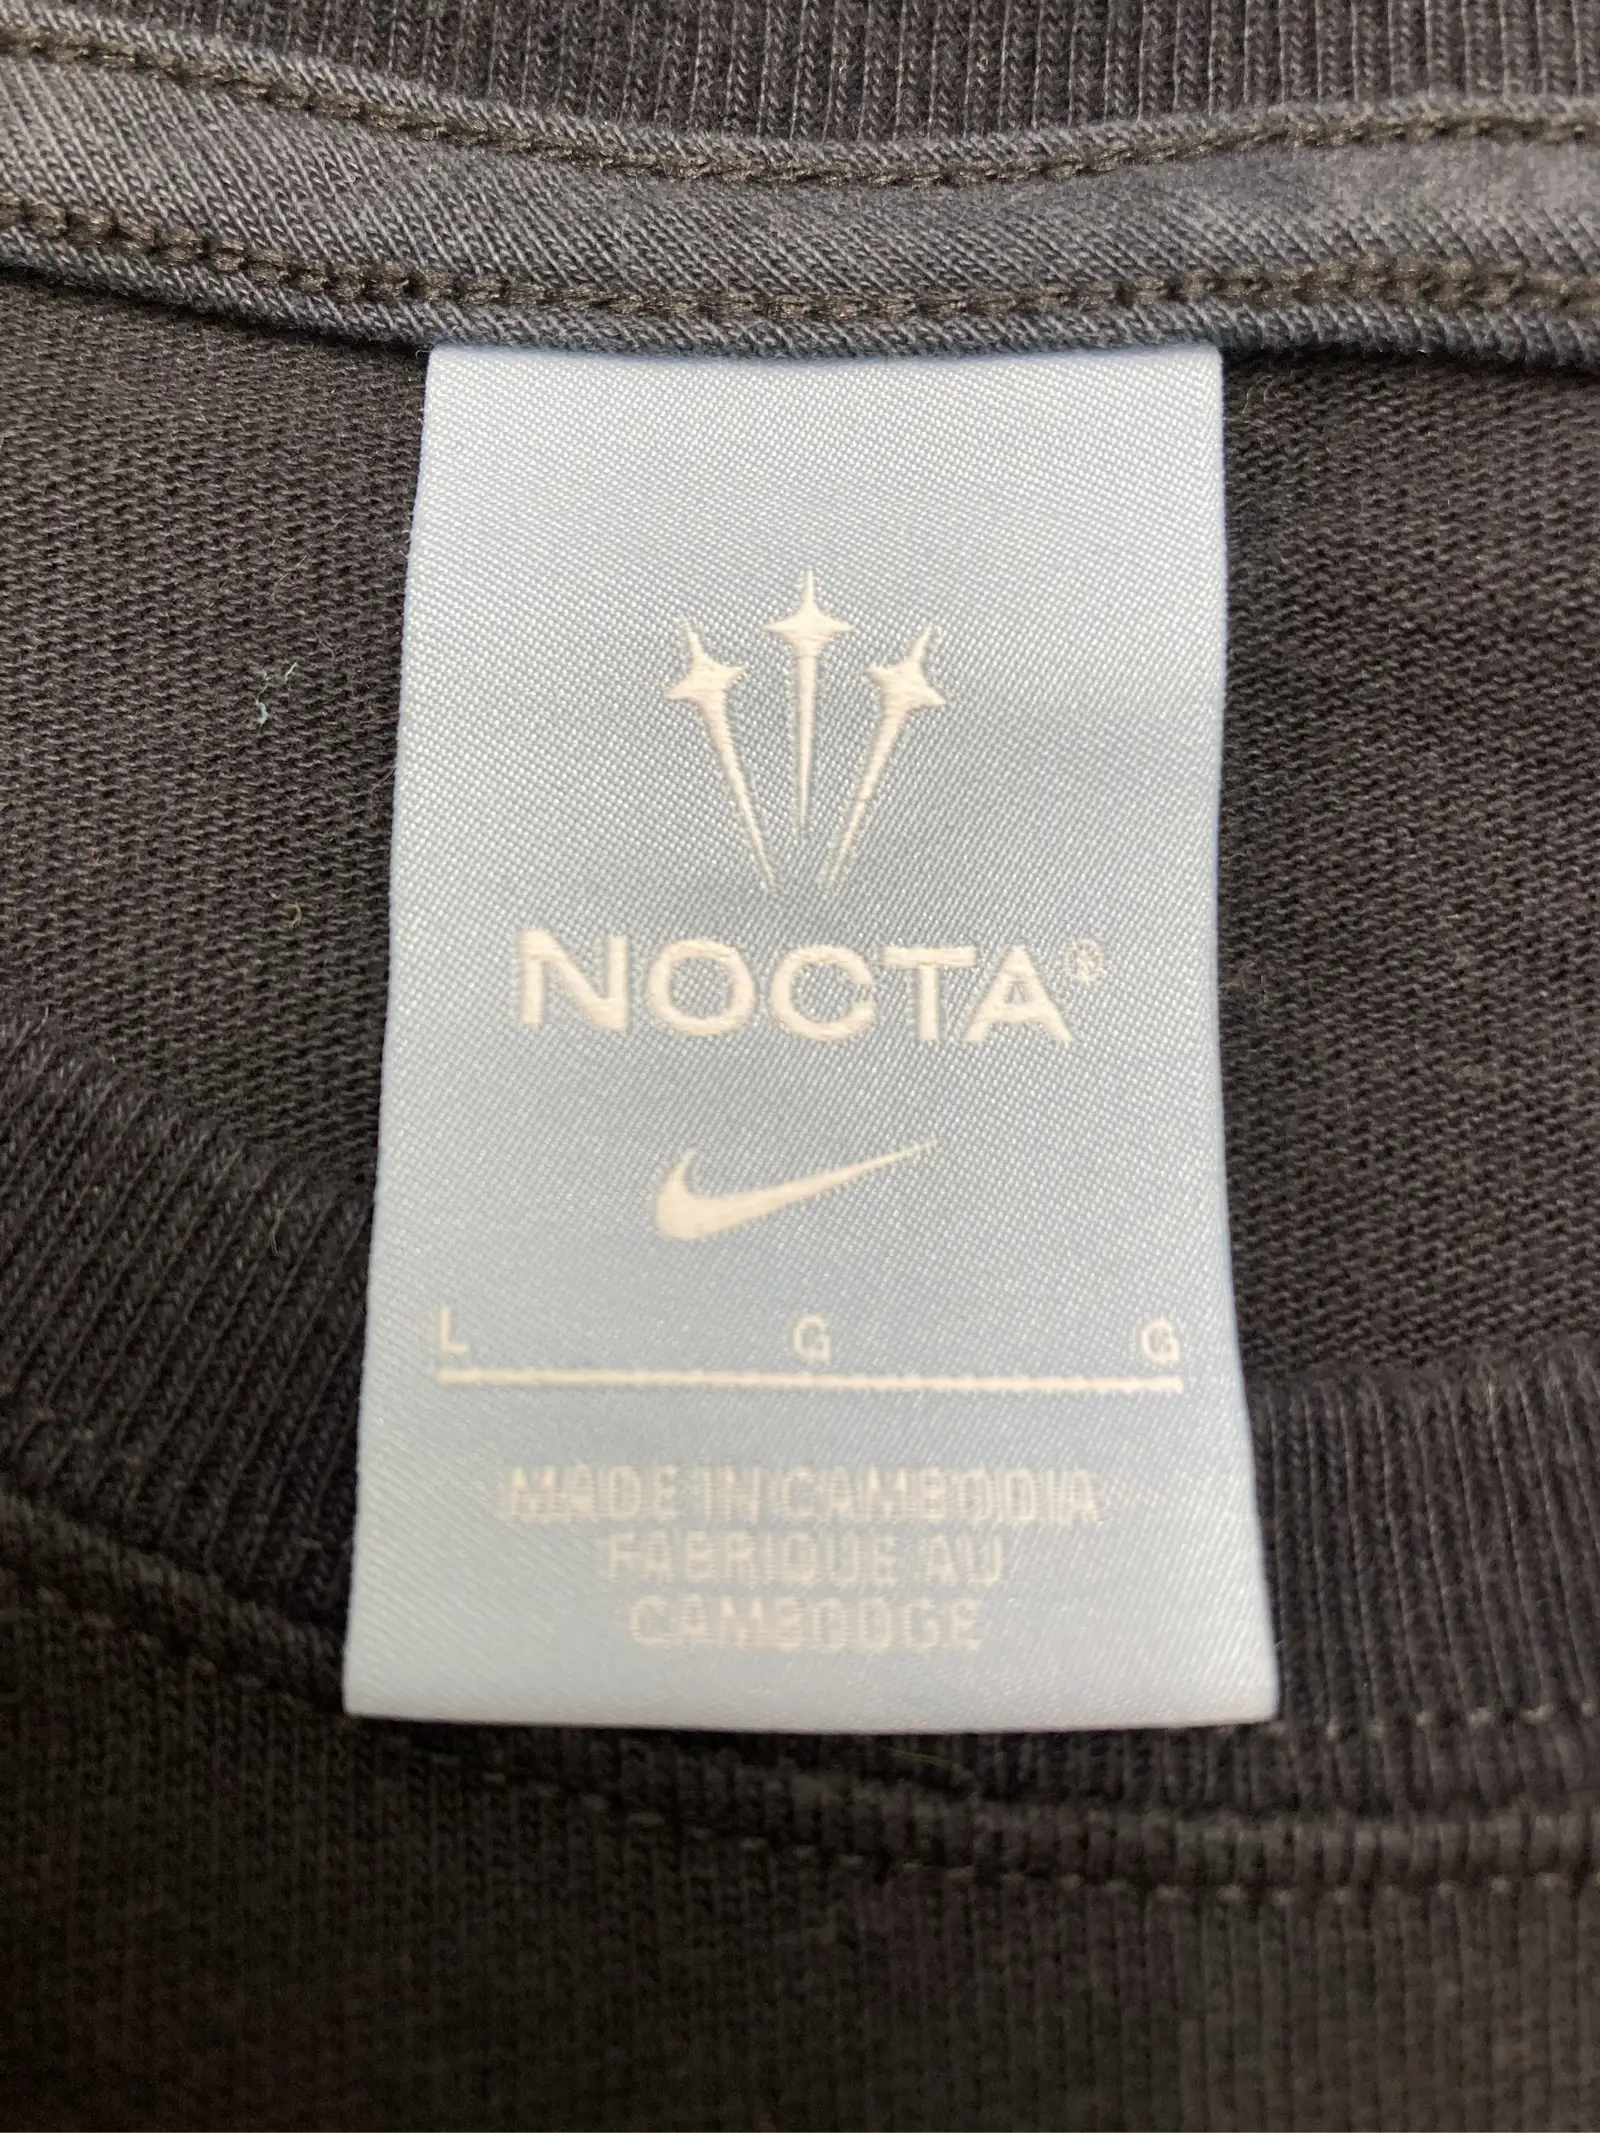 NOCTA®
L G G
MADE IN CAMBODIA
FABRIQUE AU
CAMBODGE